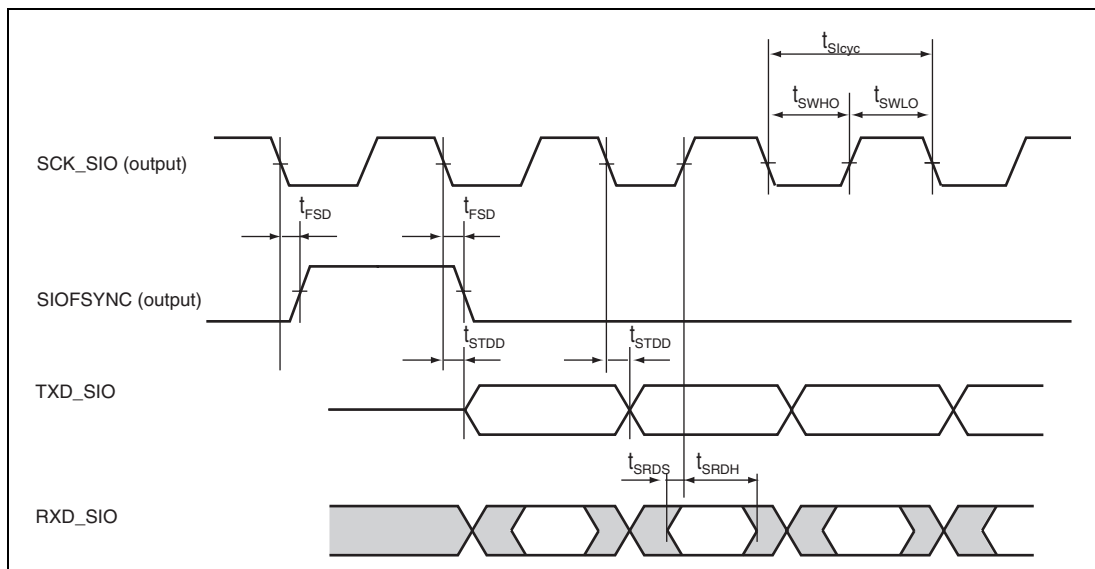 tSIcyc
tSWHO tSWLO
SCK_SIO (output)
tFSD tFSD
SIOFSYNC (output)
tSTDD tSTDD
TXD_SIO
tSRDS tSRDH
RXD_SIO